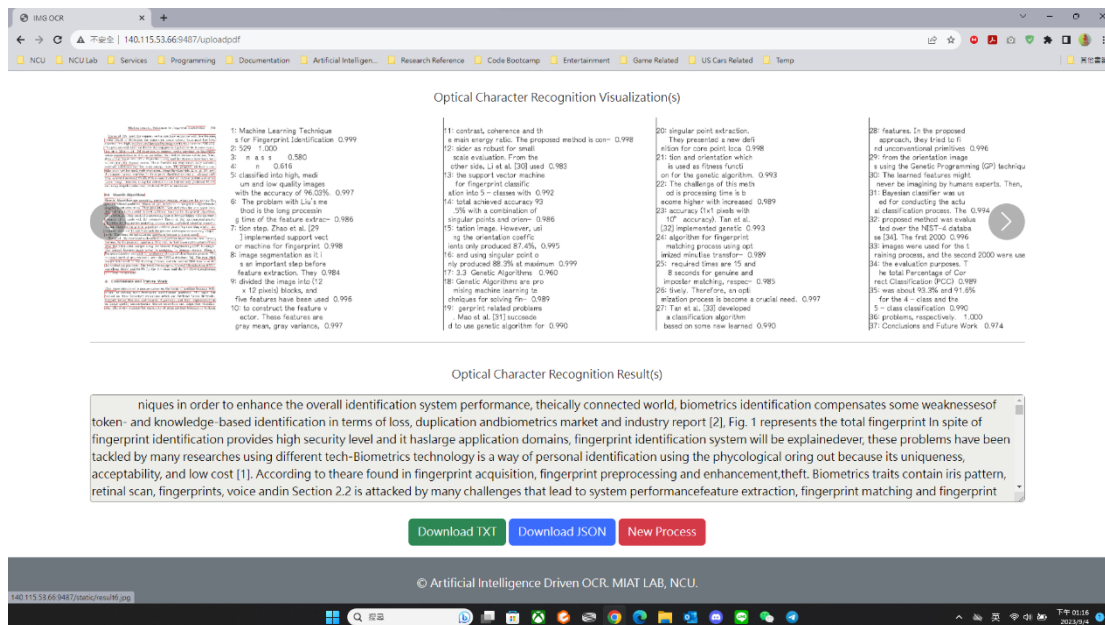 IMG OCR
不安全 | 140.115.53.66:9487/uploadpdf
NCU
NCU Lab
Services
Programming
Documentation
Artificial Intelligen...
Research Reference
Code Bootcamp
Entertainment
Game Related
US Cars Related
Temp
Optical Character Recognition Visualization(s)
1: Machine Learning Technique
s for Fingerprint Identification 0.999
2: 529 1.000
3: n a s s 0.580
4: n 0.616
5: classified into high, medi
um and low quality images
with the accuracy of 96.03%. 0.997
6: The problem with Liu's me
thod is the long processin
g time of the feature extrac- 0.986
7: tion step. Zhao et al. [29
] implemented support vect
or machine for fingerprint 0.998
8: image segmentation as it i
s an important step before
feature extraction. They 0.984
9: divided the image into (12
x 12 pixels) blocks, and
five features have been used 0.996
10: to construct the feature v
ector. These features are
gray mean, gray variance, 0.997
11: contrast, coherence and th
e main energy ratio. The proposed method is con- 0.998
12: sider as robust for small
scale evaluation. From the
other side, Li et al. [30] used 0.983
13: the support vector machine
for fingerprint classific
ation into 5 - classes with 0.992
14: total achieved accuracy 93
.5% with a combination of
singular points and orien- 0.986
15: tation image. However, usi
ng the orientation coeffic
ients only produced 87.4%, 0.995
16: and using singular point o
nly produced 88.3% at maximum 0.999
17: 3.3 Genetic Algorithms 0.960
18: Genetic Algorithms are pro
mising machine learning te
chniques for solving fin- 0.989
19: gerprint related problems
. Mao et al. [31] succeede
d to use genetic algorithm for 0.990
20: singular point extraction.
They presented a new defi
nition for core point loca 0.998
21: tion and orientation which
is used as fitness functi
on for the genetic algorithm. 0.993
22: The challenge of this meth
od is processing time is b
ecome higher with increased 0.989
23: accuracy (1x1 pixels with
10° accuracy). Tan et al.
[32] implemented genetic 0.993
24: algorithm for fingerprint
matching process using opt
imized minutiae transfor- 0.989
25: required times are 15 and
8 seconds for genuine and
imposter matching, respec- 0.985
26: tively. Therefore, an opti
mization process is become a crucial need. 0.997
27: Tan et al. [33] developed
a classification algorithm
based on some new learned 0.990
28: features. In the proposed
approach, they tried to fi
nd unconventional primitives 0.996
29: from the orientation image
s using the Genetic Programming (GP) techniqu
30: The learned features might
never be imagining by humans experts. Then,
31: Bayesian classifier was us
ed for conducting the actu
al classification process. The 0.994
32: proposed method was evalua
ted over the NIST-4 databa
se [34]. The first 2000 0.996
33: images were used for the t
raining process, and the second 2000 were use
34: the evaluation purposes. T
he total Percentage of Cor
rect Classification (PCC) 0.989
35: was about 93.3% and 91.6%
for the 4 - class and the
5 - class classification 0.990
36: problems, respectively. 1.000
37: Conclusions and Future Work 0.974
Optical Character Recognition Result(s)
niques in order to enhance the overall identification system performance, theically connected world, biometrics identification compensates some weaknessesof
token- and knowledge-based identification in terms of loss, duplication andbiometrics market and industry report [2], Fig. 1 represents the total fingerprint In spite of
fingerprint identification provides high security level and it haslarge application domains, fingerprint identification system will be explainedever, these problems have been
tackled by many researches using different tech-Biometrics technology is a way of personal identification using the phycological oring out because its uniqueness,
acceptability, and low cost [1]. According to theare found in fingerprint acquisition, fingerprint preprocessing and enhancement,theft. Biometrics traits contain iris pattern,
retinal scan, fingerprints, voice andin Section 2.2 is attacked by many challenges that lead to system performancefeature extraction, fingerprint matching and fingerprint
Download TXT
Download JSON
New Process
© Artificial Intelligence Driven OCR. MIAT LAB, NCU.
140.115.53.66:9487/static/result6.jpg
搜尋
英
下午 01:16
2023/9/4